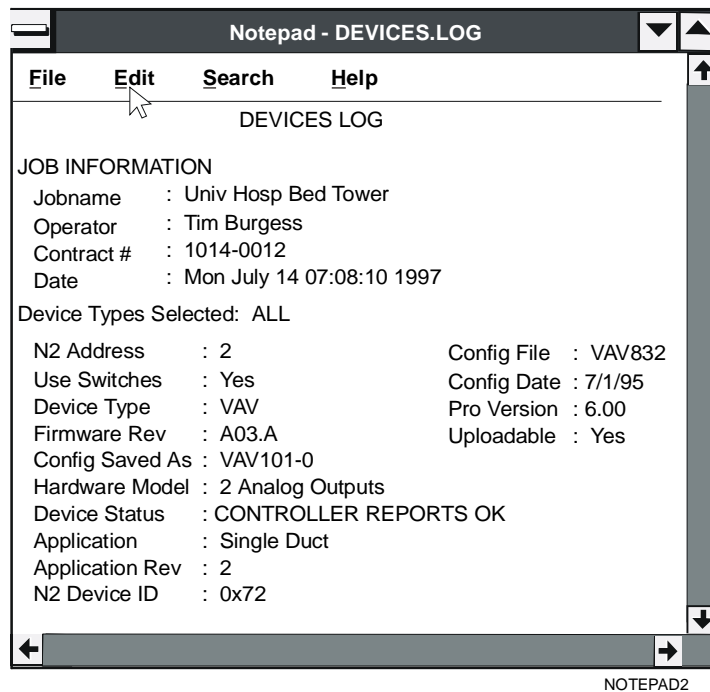 Notepad - DEVICES.LOG
File Edit Search Help
DEVICES LOG
JOB INFORMATION
Jobname : Univ Hosp Bed Tower
Operator : Tim Burgess
Contract # : 1014-0012
Date : Mon July 14 07:08:10 1997
Device Types Selected: ALL
N2 Address : 2 Config File : VAV832
Use Switches : Yes Config Date : 7/1/95
Device Type : VAV Pro Version : 6.00
Firmware Rev : A03.A Uploadable : Yes
Config Saved As : VAV101-0
Hardware Model : 2 Analog Outputs
Device Status : CONTROLLER REPORTS OK
Application : Single Duct
Application Rev : 2
N2 Device ID : 0x72
NOTEPAD2